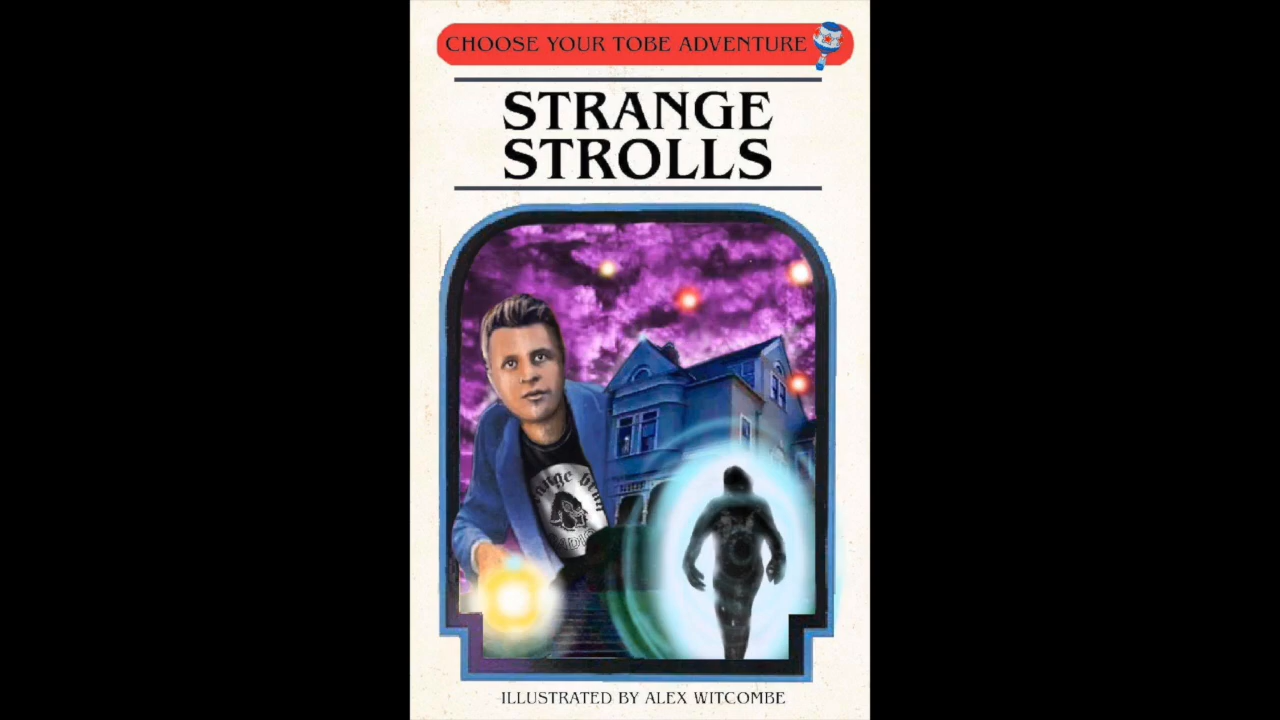 CHOOSE YOUR TOBE ADVENTURE
STRANGE
STROLLS
ILLUSTRATED BY ALEX WITCOMBE